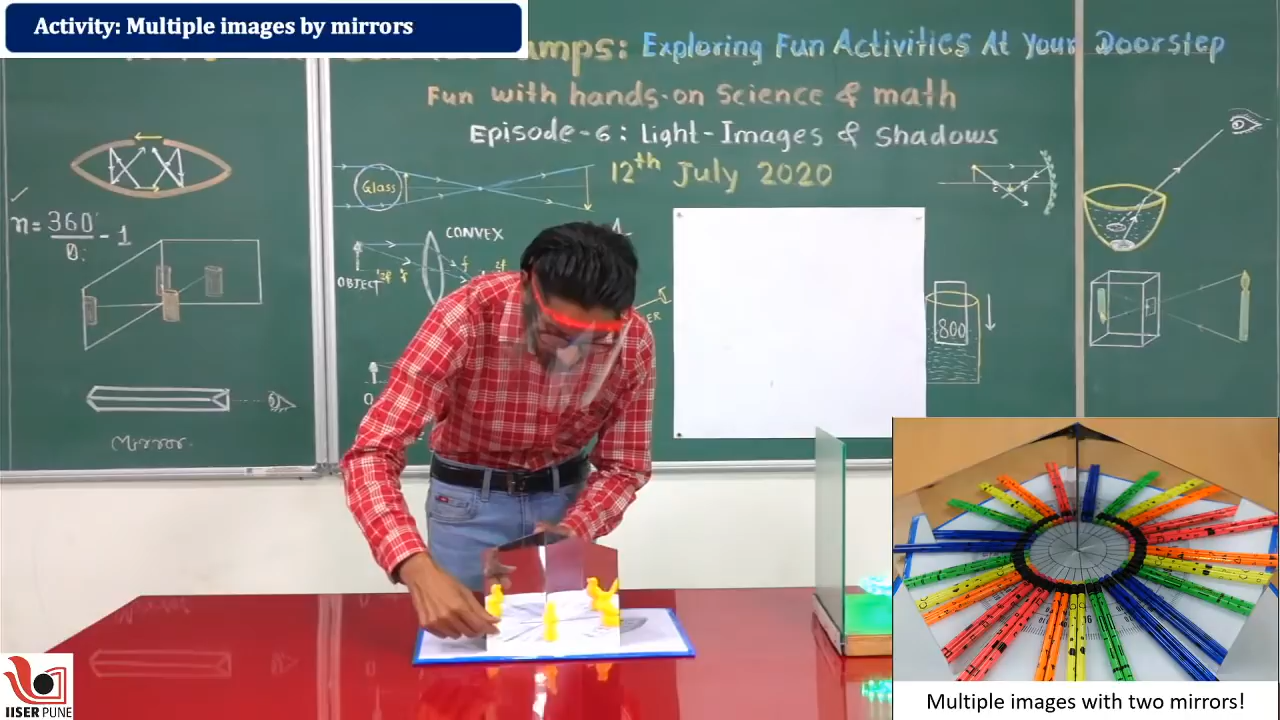 Activity: Multiple images by mirrors
Exploring Fun Activities At Your Doorstep
Fun with hands-on Science & math
Episode-6: Light-Images & Shadows
12th July 2020
Glass
n = 360/θ - 1
CONVEX
OBJECT 2f f f 2f
800
Mirror
IISER PUNE
Multiple images with two mirrors!